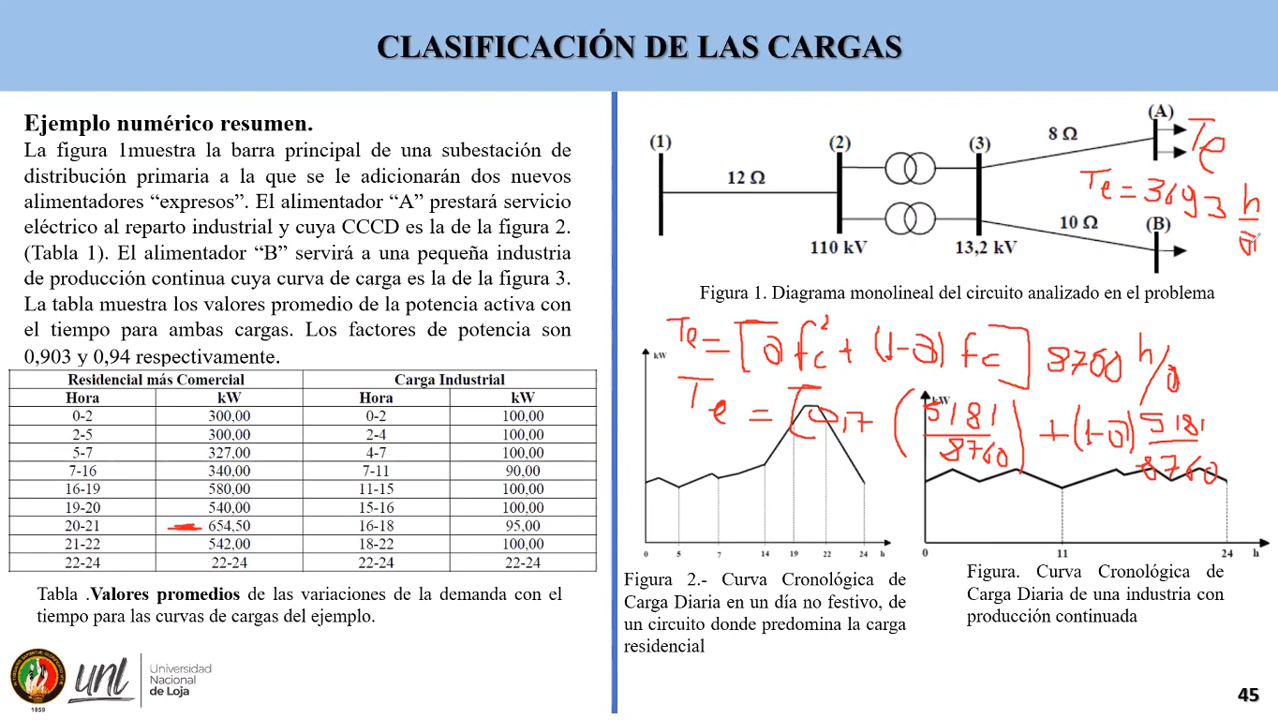 CLASIFICACIÓN DE LAS CARGAS
Ejemplo numérico resumen.
La figura 1muestra la barra principal de una subestación de
distribución primaria a la que se le adicionarán dos nuevos
alimentadores “expresos”. El alimentador “A” prestará servicio
eléctrico al reparto industrial y cuya CCCD es la de la figura 2.
(Tabla 1). El alimentador “B” servirá a una pequeña industria
de producción continua cuya curva de carga es la de la figura 3.
La tabla muestra los valores promedio de la potencia activa con
el tiempo para ambas cargas. Los factores de potencia son
0,903 y 0,94 respectivamente.
Residencial más Comercial Carga Industrial
Hora kW Hora kW
0-2 300,00 0-2 100,00
2-5 300,00 2-4 100,00
5-7 327,00 4-7 100,00
7-16 340,00 7-11 90,00
16-19 580,00 11-15 100,00
19-20 540,00 15-16 100,00
20-21 654,50 16-18 95,00
21-22 542,00 18-22 100,00
22-24 22-24 22-24 22-24
Tabla .Valores promedios de las variaciones de la demanda con el
tiempo para las curvas de cargas del ejemplo.
UNL Universidad
Nacional
de Loja
1859
(1) (2) (3) (A)
12 Ω 8 Ω
10 Ω (B)
110 kV 13,2 kV
Te
Te = 3693 h/a
Figura 1. Diagrama monolineal del circuito analizado en el problema
Te = [a fc² + (1-a) fc] 8760 h/a
Te = [0,17 (5181/8760) + (1-a) 5181/8760
kW
0 5 7 14 19 22 24 h
kW
0 11 24 h
Figura 2.- Curva Cronológica de
Carga Diaria en un día no festivo, de
un circuito donde predomina la carga
residencial
Figura. Curva Cronológica de
Carga Diaria de una industria con
producción continuada
45